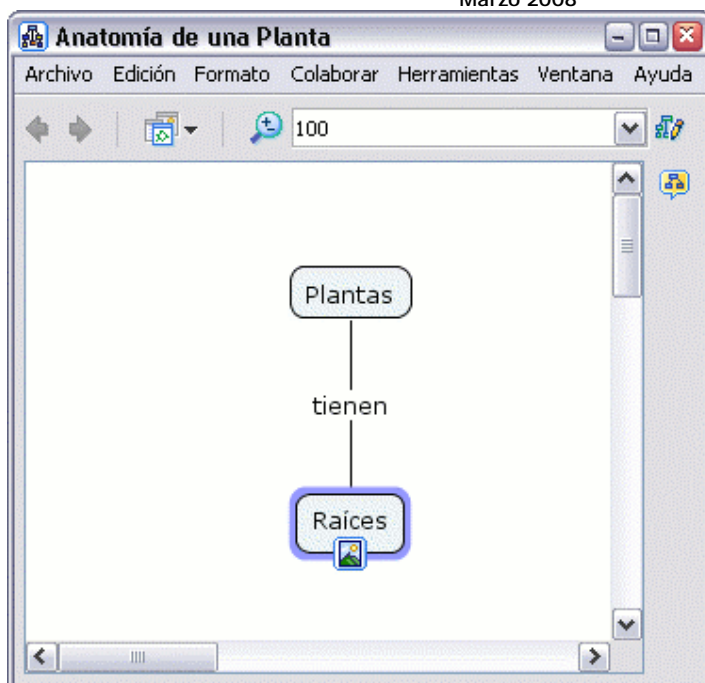 Marzo 2008
Anatomía de una Planta
Archivo Edición Formato Colaborar Herramientas Ventana Ayuda
100
Plantas
tienen
Raíces